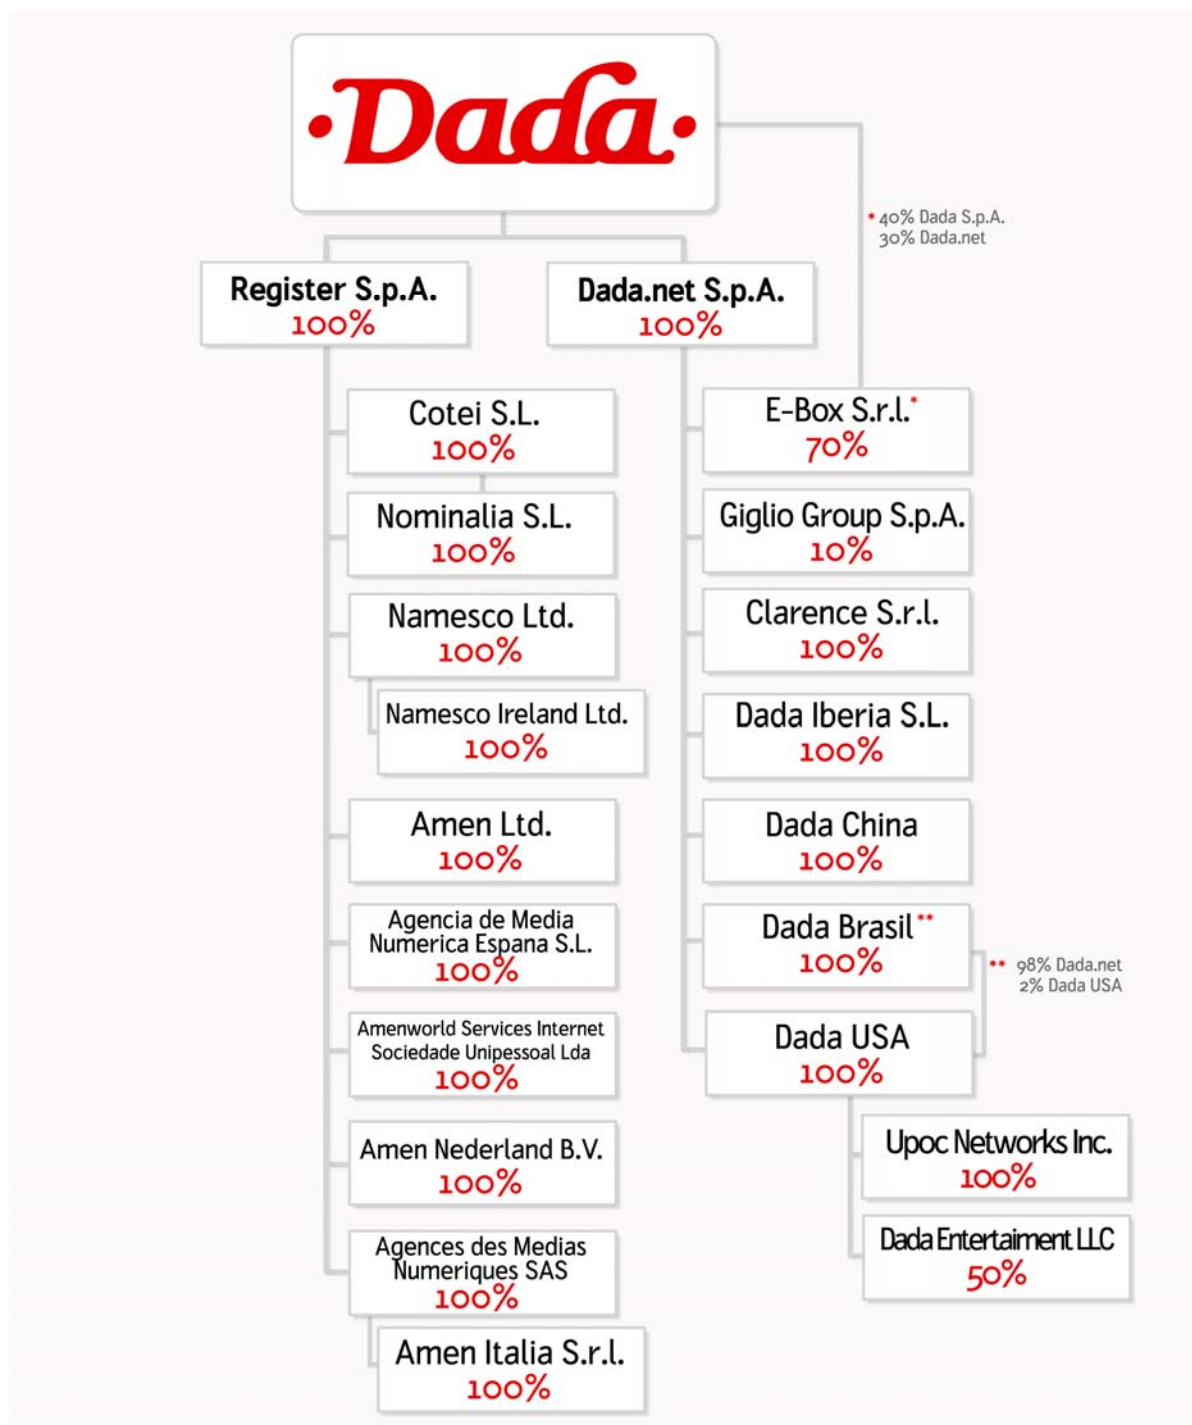 Dada
* 40% Dada S.p.A.
30% Dada.net
Register S.p.A.
100%
Dada.net S.p.A.
100%
Cotei S.L.
100%
Nominalia S.L.
100%
Namesco Ltd.
100%
Namesco Ireland Ltd.
100%
Amen Ltd.
100%
Agencia de Media
Numerica Espana S.L.
100%
Amenworld Services Internet
Sociedade Unipessoal Lda
100%
Amen Nederland B.V.
100%
Agences des Medias
Numeriques SAS
100%
Amen Italia S.r.l.
100%
E-Box S.r.l.*
70%
Giglio Group S.p.A.
10%
Clarence S.r.l.
100%
Dada Iberia S.L.
100%
Dada China
100%
Dada Brasil**
100%
** 98% Dada.net
2% Dada USA
Dada USA
100%
Upoc Networks Inc.
100%
Dada Entertaiment LLC
50%